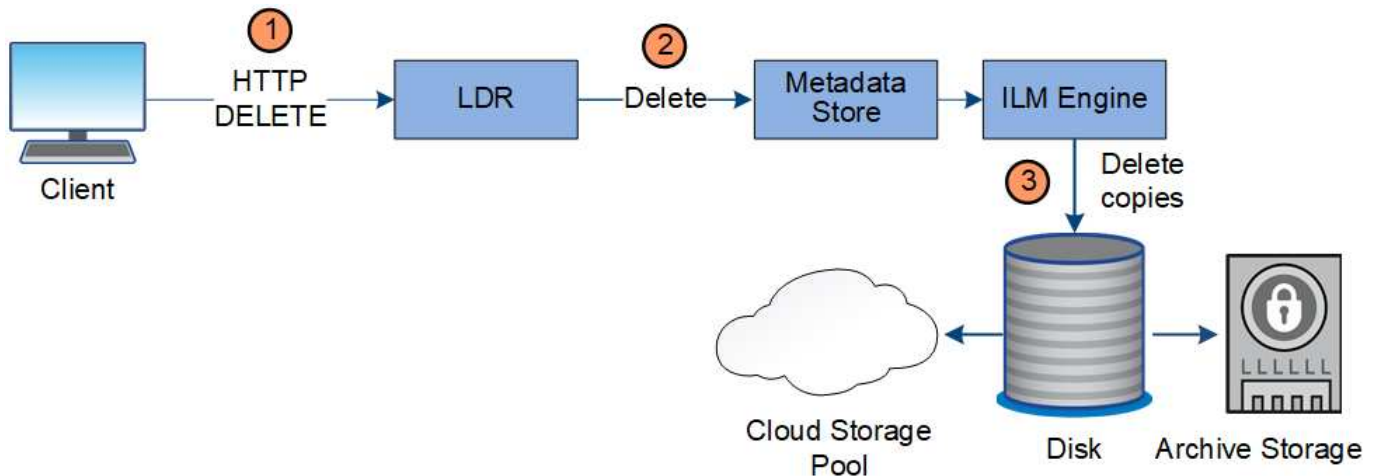 1
HTTP
DELETE
Client
LDR
2
Delete
Metadata
Store
ILM Engine
3
Delete
copies
Cloud Storage
Pool
Disk
LLLLLL
Archive Storage